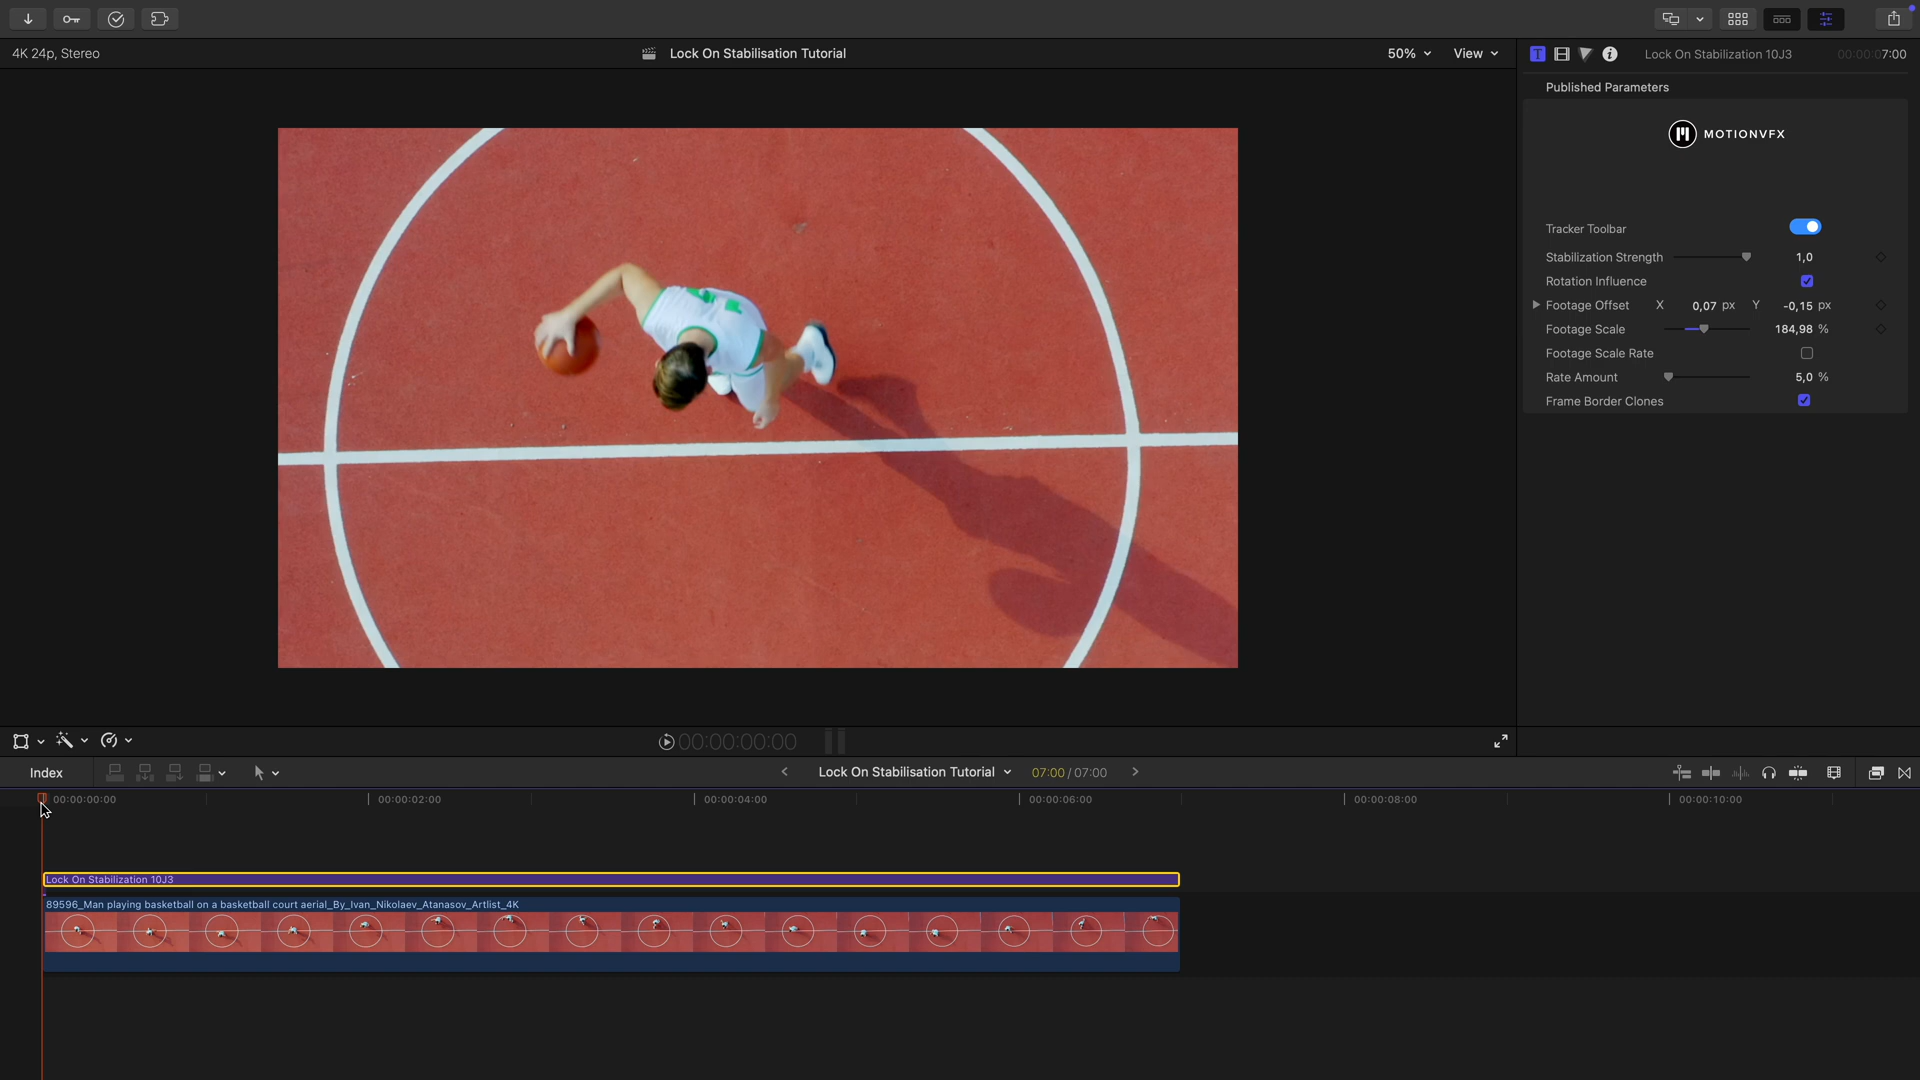 4K 24p, Stereo
Lock On Stabilisation Tutorial
50%
View
Lock On Stabilization 10J3
00:00:07:00
Published Parameters
MOTIONVFX
Tracker Toolbar
Stabilization Strength 1,0
Rotation Influence
Footage Offset X 0,07 px Y -0,15 px
Footage Scale 184,98 %
Footage Scale Rate
Rate Amount 5,0 %
Frame Border Clones
00:00:00:00
Index
Lock On Stabilisation Tutorial
07:00 / 07:00
00:00:00:00
00:00:02:00
00:00:04:00
00:00:06:00
00:00:08:00
00:00:10:00
Lock On Stabilization 10J3
89596_Man playing basketball on a basketball court aerial_By_Ivan_Nikolaev_Atanasov_Artlist_4K